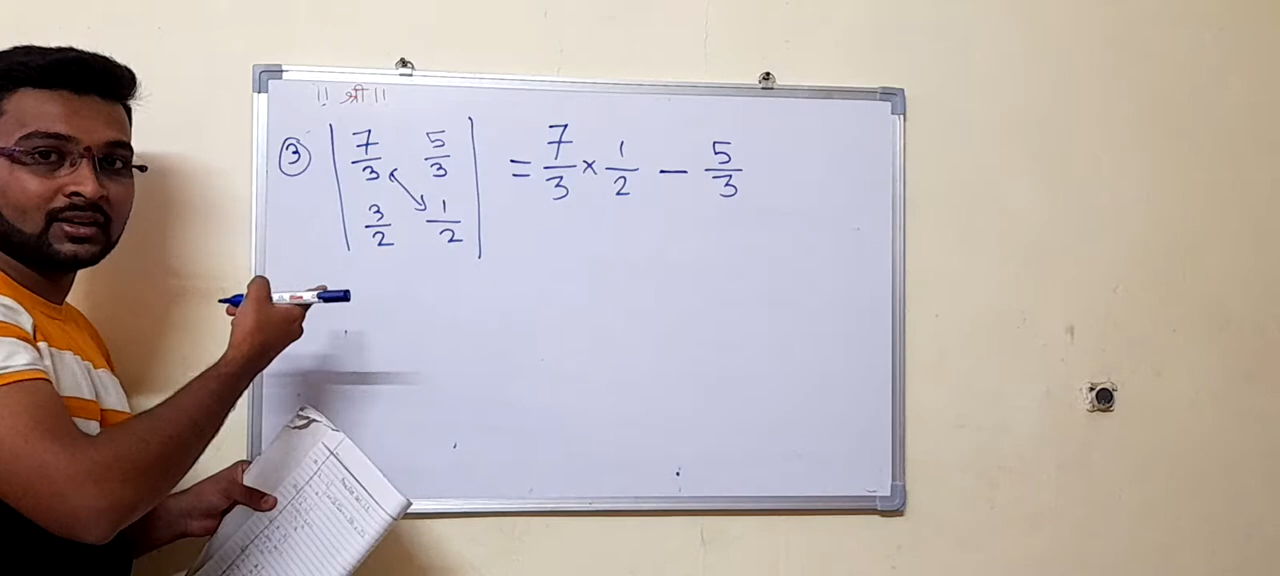 !! श्री !!
③ | 7/3 5/3 | = 7/3 × 1/2 − 5/3
| 3/2 1/2 |